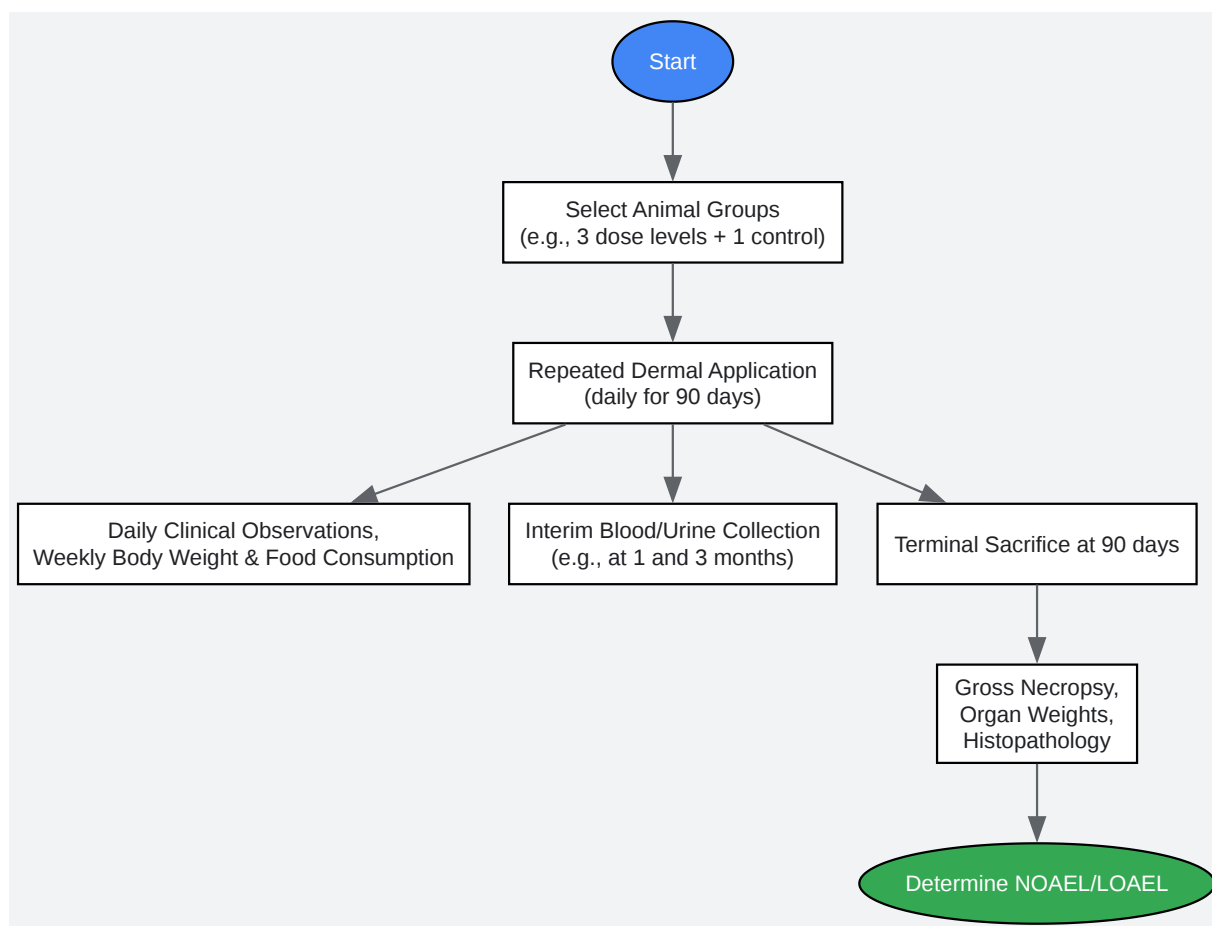 Start
Select Animal Groups
(e.g., 3 dose levels + 1 control)
Repeated Dermal Application
(daily for 90 days)
Daily Clinical Observations,
Weekly Body Weight & Food Consumption
Interim Blood/Urine Collection
(e.g., at 1 and 3 months)
Terminal Sacrifice at 90 days
Gross Necropsy,
Organ Weights,
Histopathology
Determine NOAEL/LOAEL